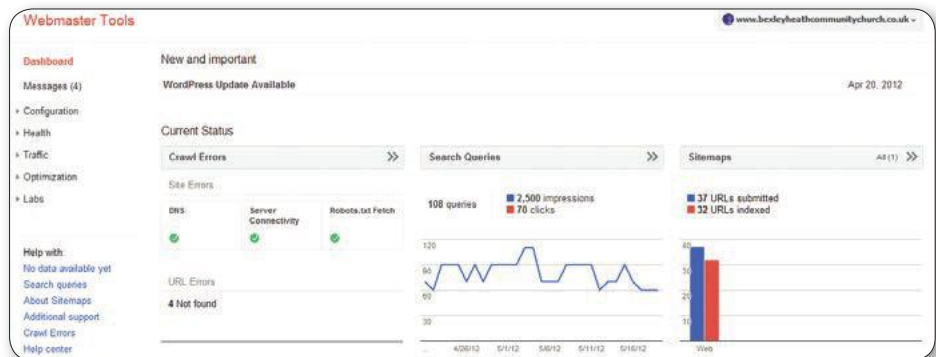 Webmaster Tools
www.bexleyheathcommunitychurch.co.uk
Dashboard
Messages (4)
Configuration
Health
Traffic
Optimization
Labs
Help with:
No data available yet
Search queries
About Sitemaps
Additional support
Crawl Errors
Help center
New and important
WordPress Update Available
Apr 20, 2012
Current Status
Crawl Errors
Site Errors
DNS
Server
Connectivity
Robots.txt Fetch
URL Errors
4 Not found
Search Queries
108 queries
2,500 impressions
70 clicks
120
90
60
30
...
4/26/12 5/1/12 5/6/12 5/11/12 5/16/12
Sitemaps
All (1)
37 URLs submitted
32 URLs indexed
40
30
20
10
Web